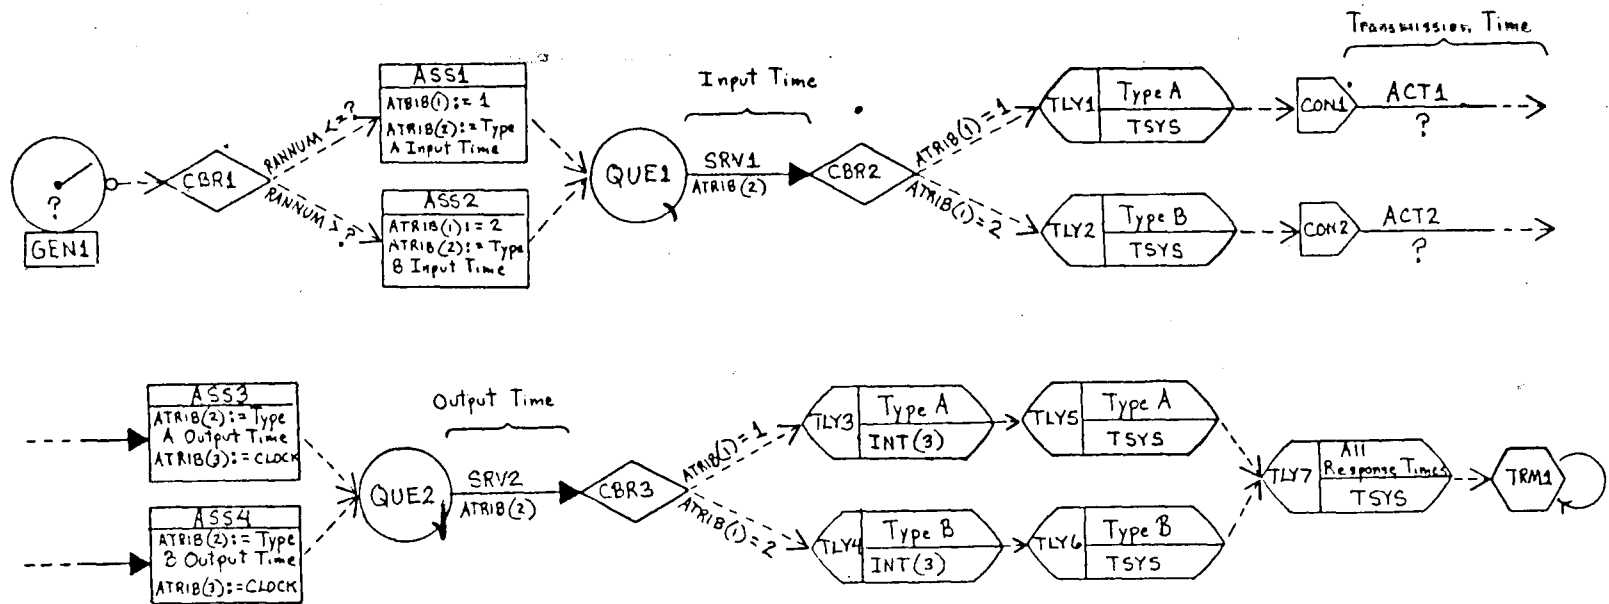 Transmission Time
ASS1
ATRIB(1):= 1
ATRIB(2):= Type
A Input Time
Input Time
TLY1
Type A
TSYS
CON1
ACT1
?
RANNUM ≤ ?
?
GEN1
CBR1
RANNUM ≤ ?
QUE1
SRV1
ATRIB(2)
CBR2
ATRIB(1) = 1
ATRIB(1) = 2
ASS2
ATRIB(1):= 2
ATRIB(2):= Type
B Input Time
TLY2
Type B
TSYS
CON2
ACT2
?
ASS3
ATRIB(2):= Type
A Output Time
ATRIB(3):= CLOCK
Output Time
TLY3
Type A
INT(3)
TLY5
Type A
TSYS
QUE2
SRV2
ATRIB(2)
CBR3
ATRIB(1) = 1
ATRIB(1) = 2
TLY7
All
Response Times
TSYS
TRM1
ASS4
ATRIB(2):= Type
B Output Time
ATRIB(3):=CLOCK
TLY4
Type B
INT(3)
TLY6
Type B
TSYS